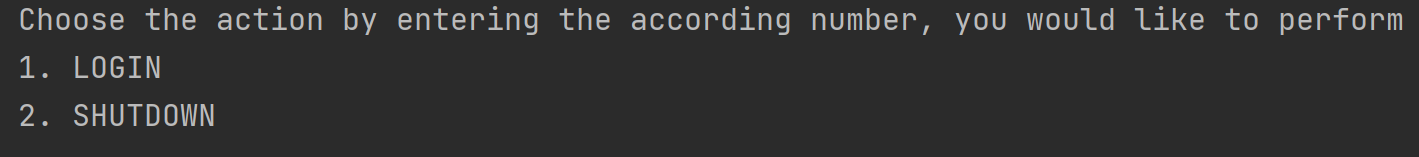 Choose the action by entering the according number, you would like to perform
1. LOGIN
2. SHUTDOWN